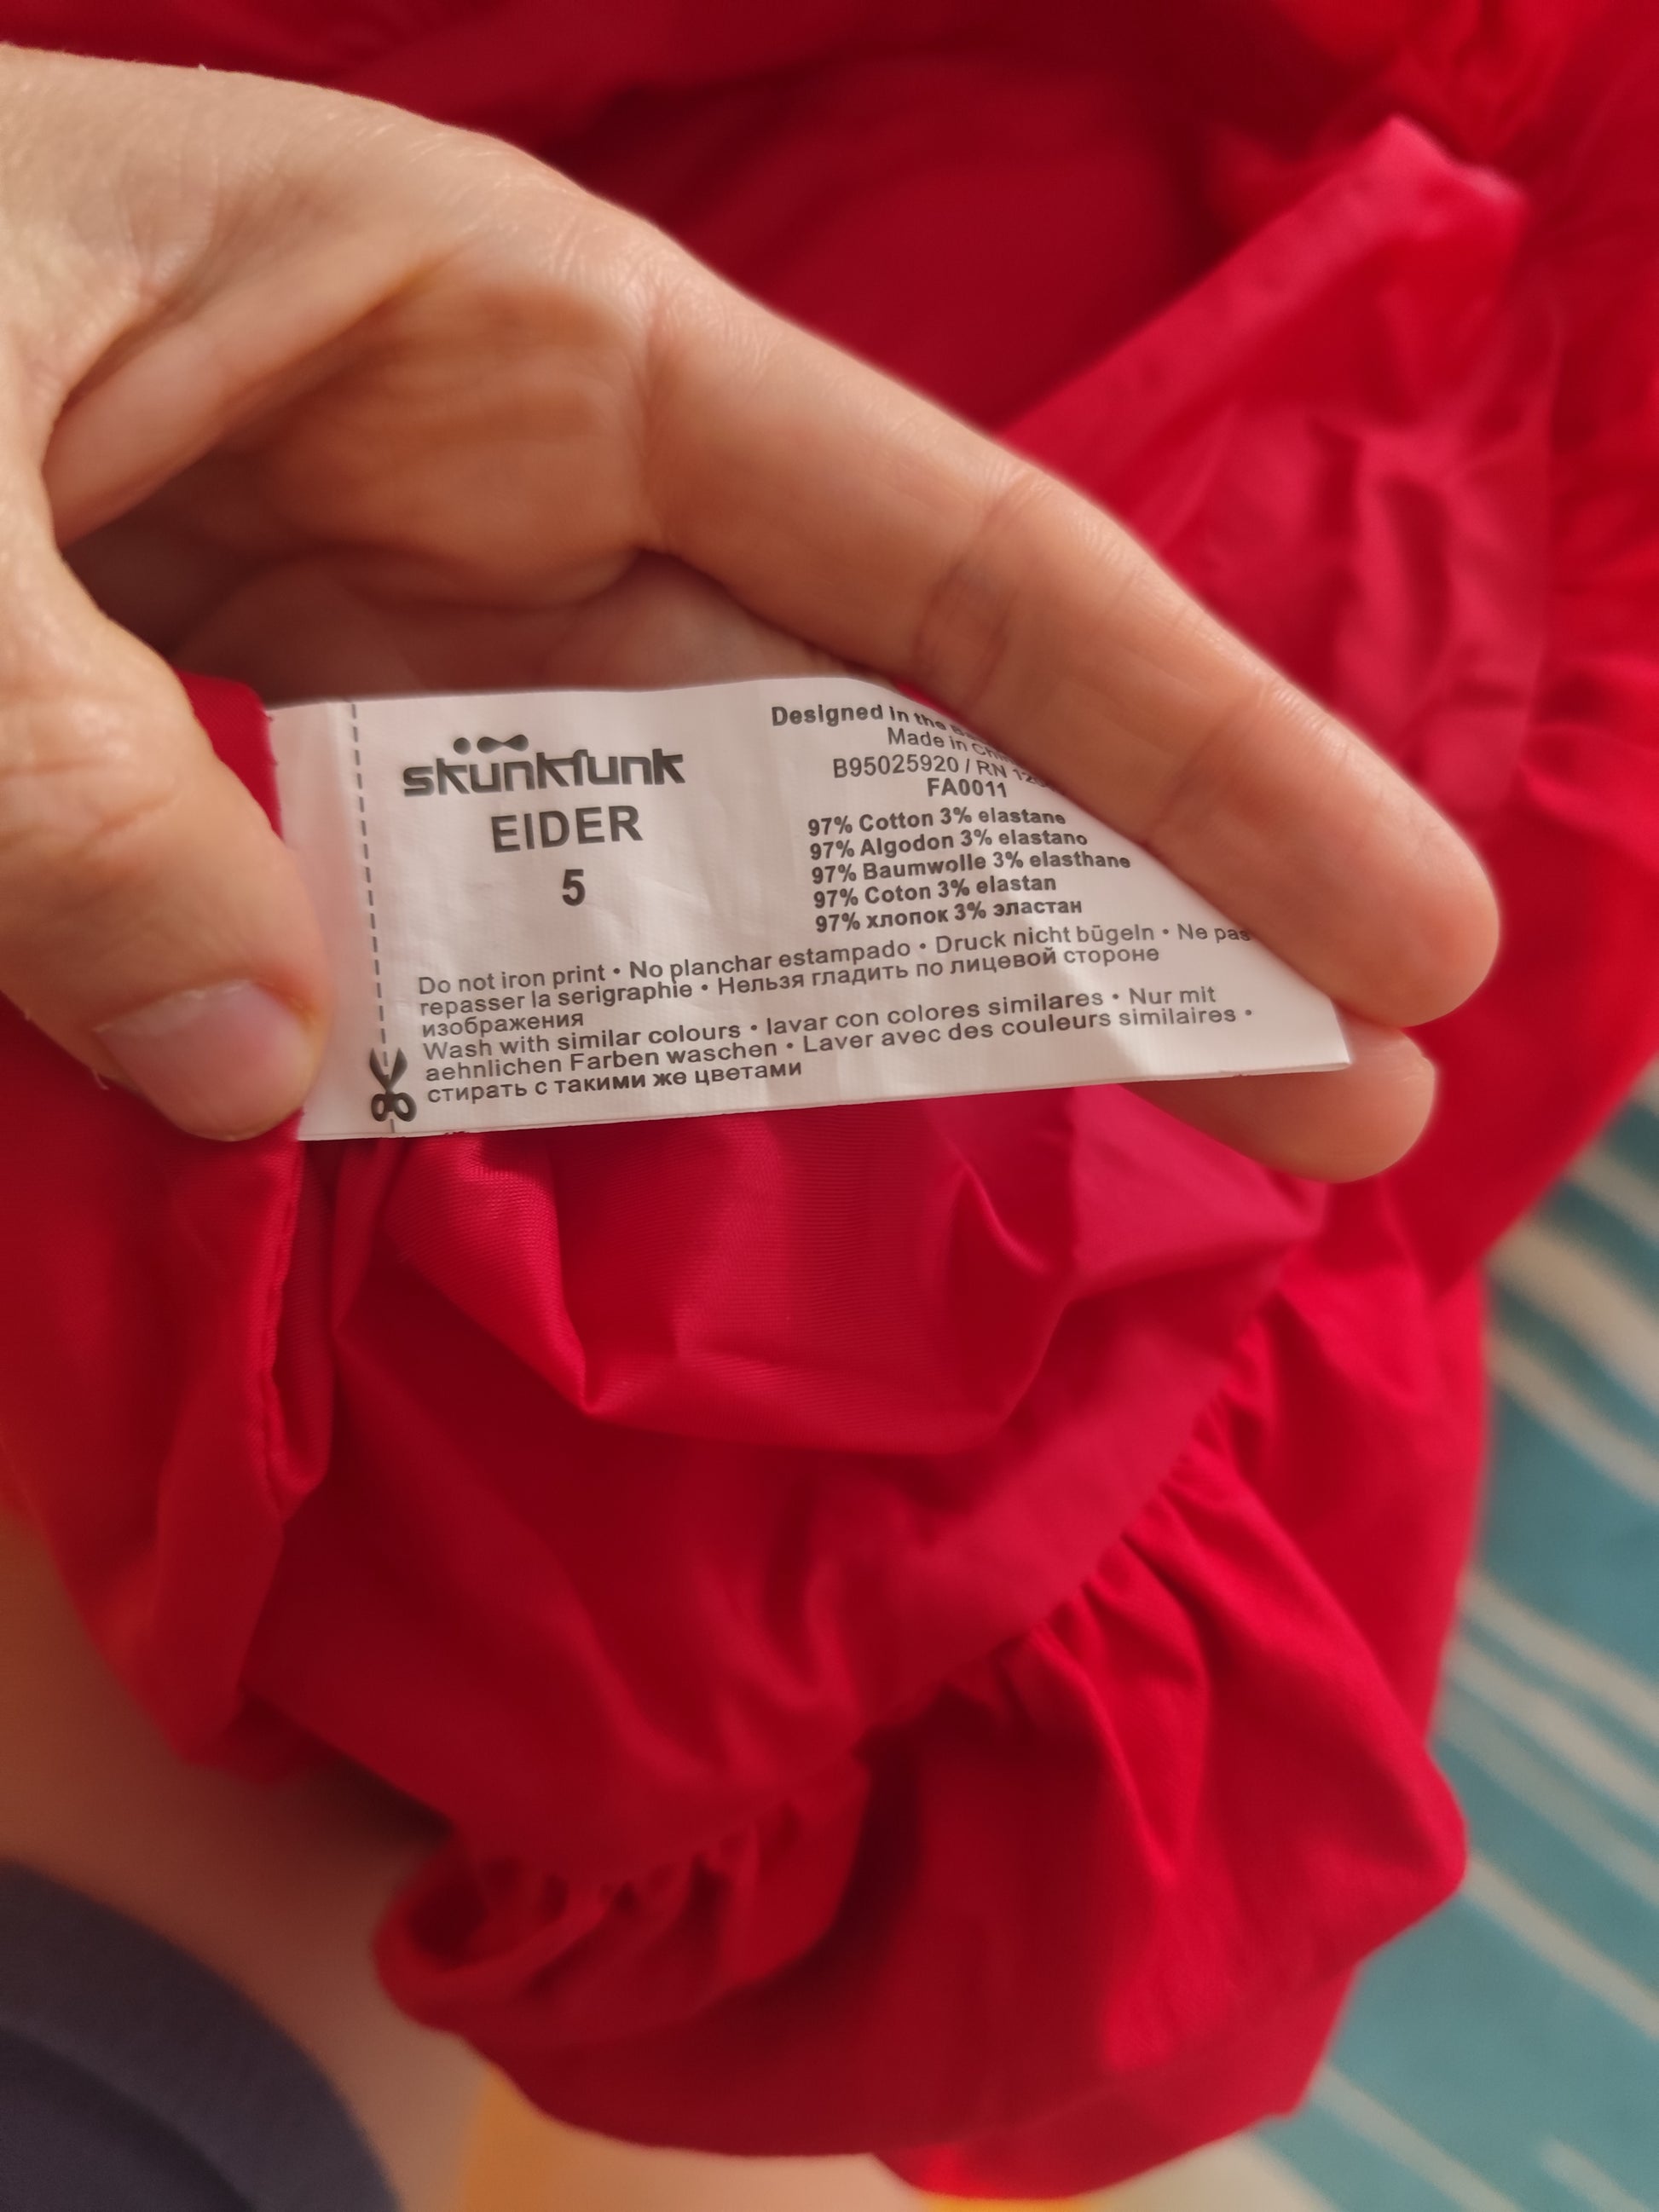 skunkfunk
EIDER
5
Designed in the
Made in
B95025920 / RN
FA0011
97% Cotton 3% elastane
97% Algodon 3% elastano
97% Baumwolle 3% elasthane
97% Coton 3% elastan
97% хлопок 3% эластан
Do not iron print • No planchar estampado • Druck nicht bügeln • Ne pas
repasser la serigraphie • Нельзя гладить по лицевой стороне
изображения
Wash with similar colours • lavar con colores similares • Nur mit
aehnlichen Farben waschen • Laver avec des couleurs similaires •
стирать с такими же цветами